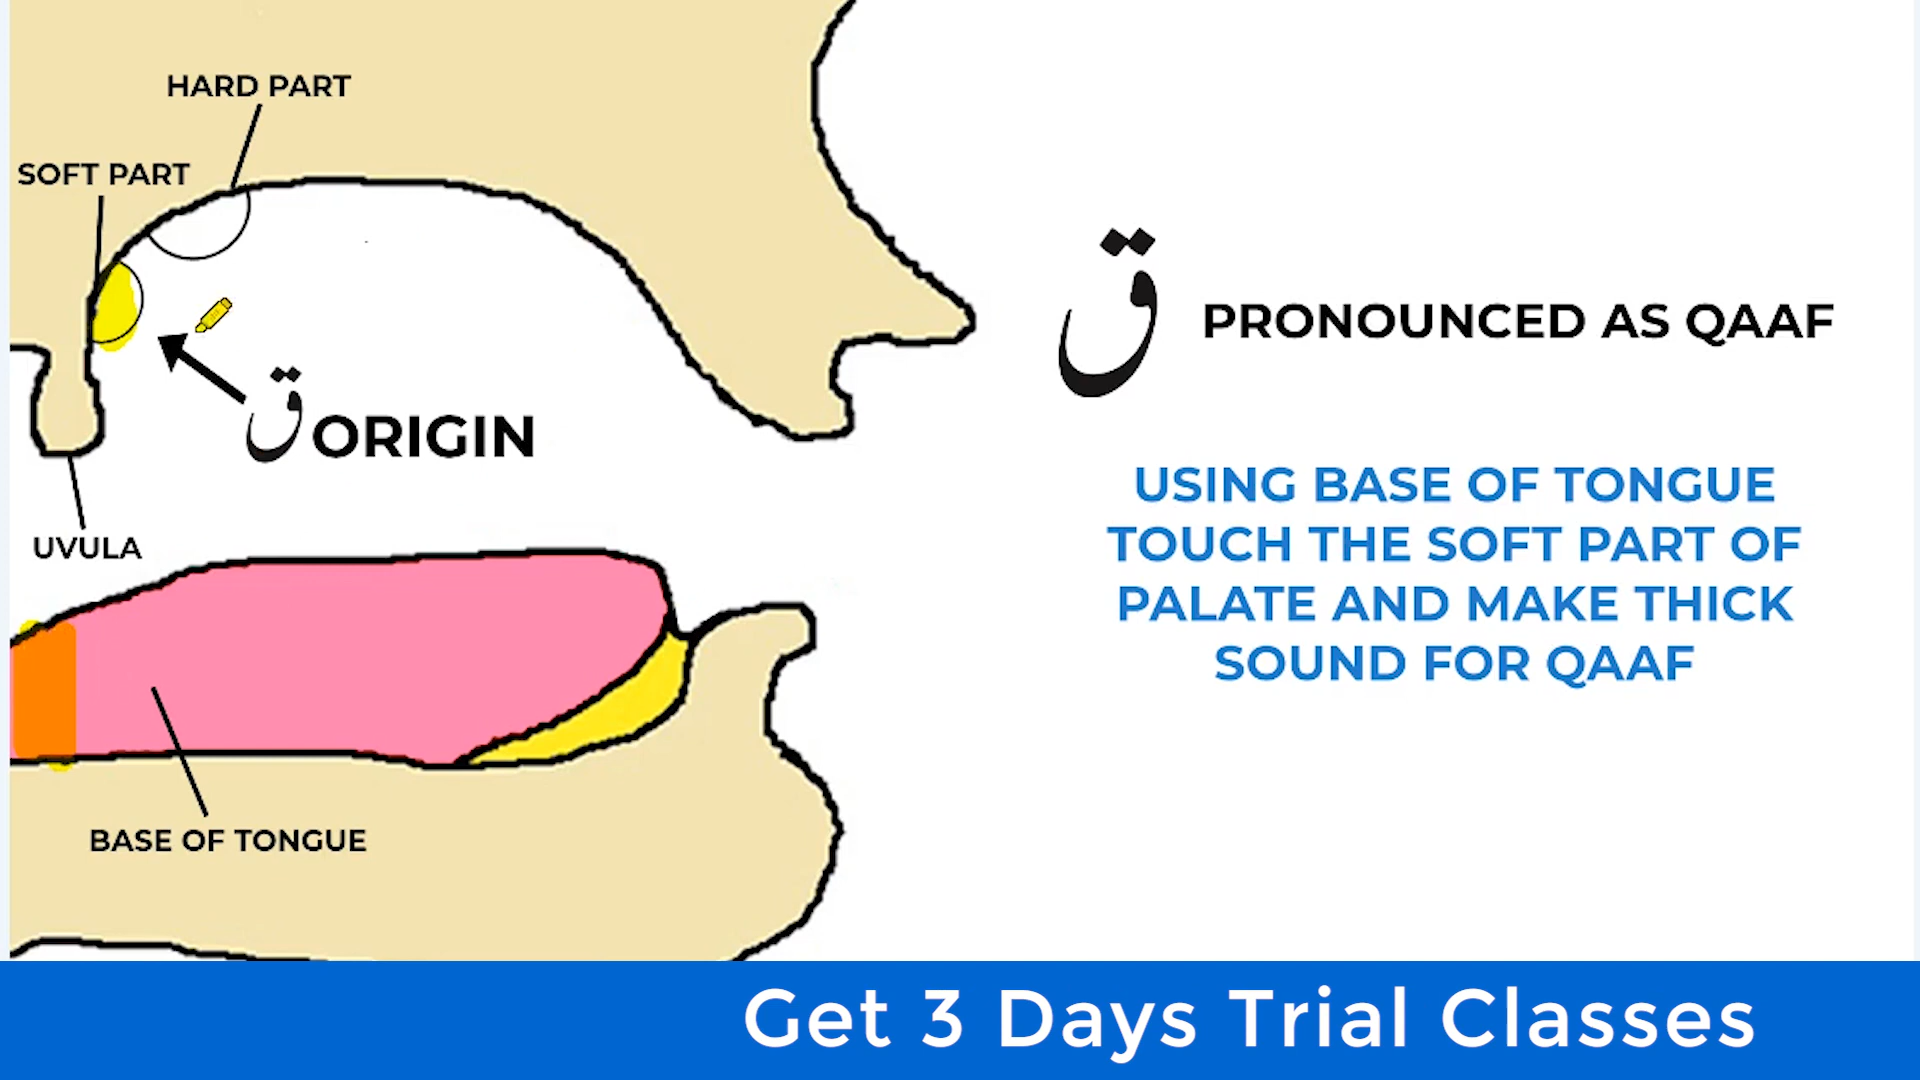 HARD PART
SOFT PART
ق ORIGIN
UVULA
BASE OF TONGUE
ق PRONOUNCED AS QAAF
USING BASE OF TONGUE
TOUCH THE SOFT PART OF
PALATE AND MAKE THICK
SOUND FOR QAAF
Get 3 Days Trial Classes